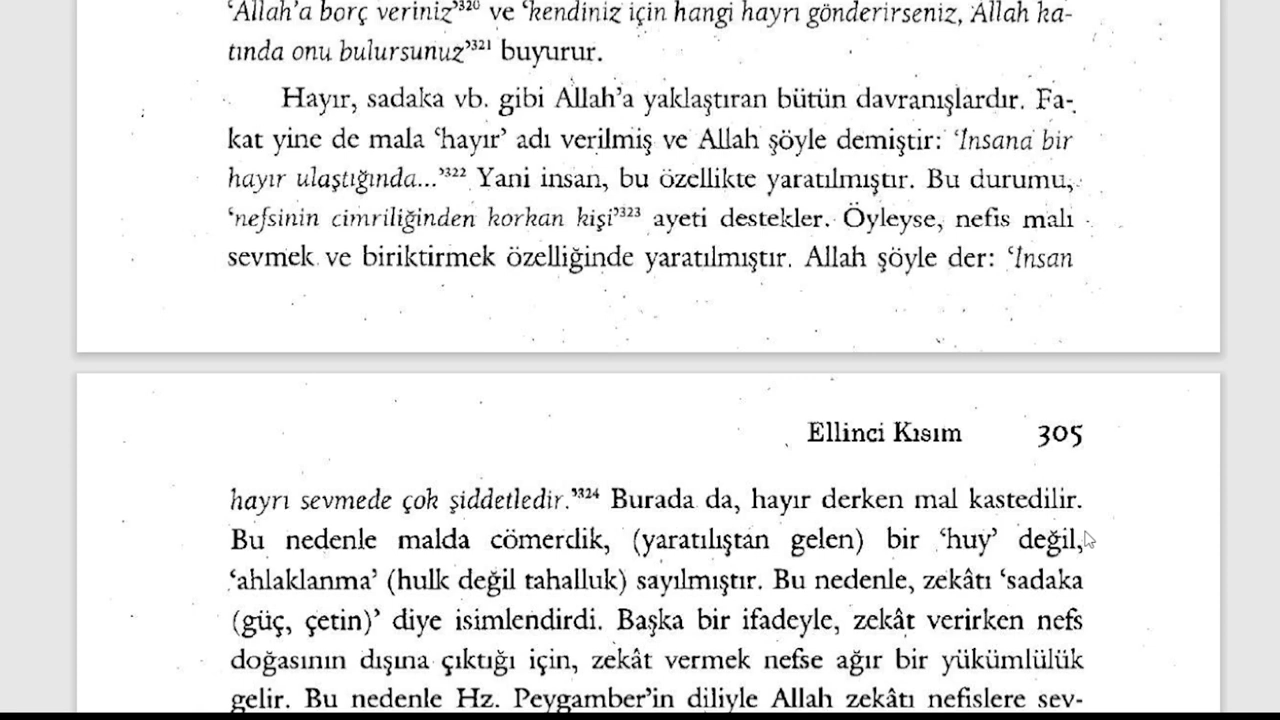 ‘Allah’a borç veriniz’³²⁰ ve ‘kendiniz için hangi hayrı gönderirseniz, Allah ka-
tında onu bulursunuz’³²¹ buyurur.
Hayır, sadaka vb. gibi Allah’a yaklaştıran bütün davranışlardır. Fa-
kat yine de mala ‘hayır’ adı verilmiş ve Allah şöyle demiştir: ‘İnsana bir
hayır ulaştığında...’³²² Yani insan, bu özellikte yaratılmıştır. Bu durumu,
‘nefsinin cimriliğinden korkan kişi’³²³ ayeti destekler. Öyleyse, nefis malı
sevmek ve biriktirmek özelliğinde yaratılmıştır. Allah şöyle der: ‘İnsan
Ellinci Kısım 305
hayrı sevmede çok şiddetledir.’³²⁴ Burada da, hayır derken mal kastedilir.
Bu nedenle malda cömerdik, (yaratılıştan gelen) bir ‘huy’ değil,
‘ahlaklanma’ (hulk değil tahalluk) sayılmıştır. Bu nedenle, zekâtı ‘sadaka
(güç, çetin)’ diye isimlendirdi. Başka bir ifadeyle, zekât verirken nefs
doğasının dışına çıktığı için, zekât vermek nefse ağır bir yükümlülük
gelir. Bu nedenle Hz. Peygamber’in diliyle Allah zekâtı nefislere sev-